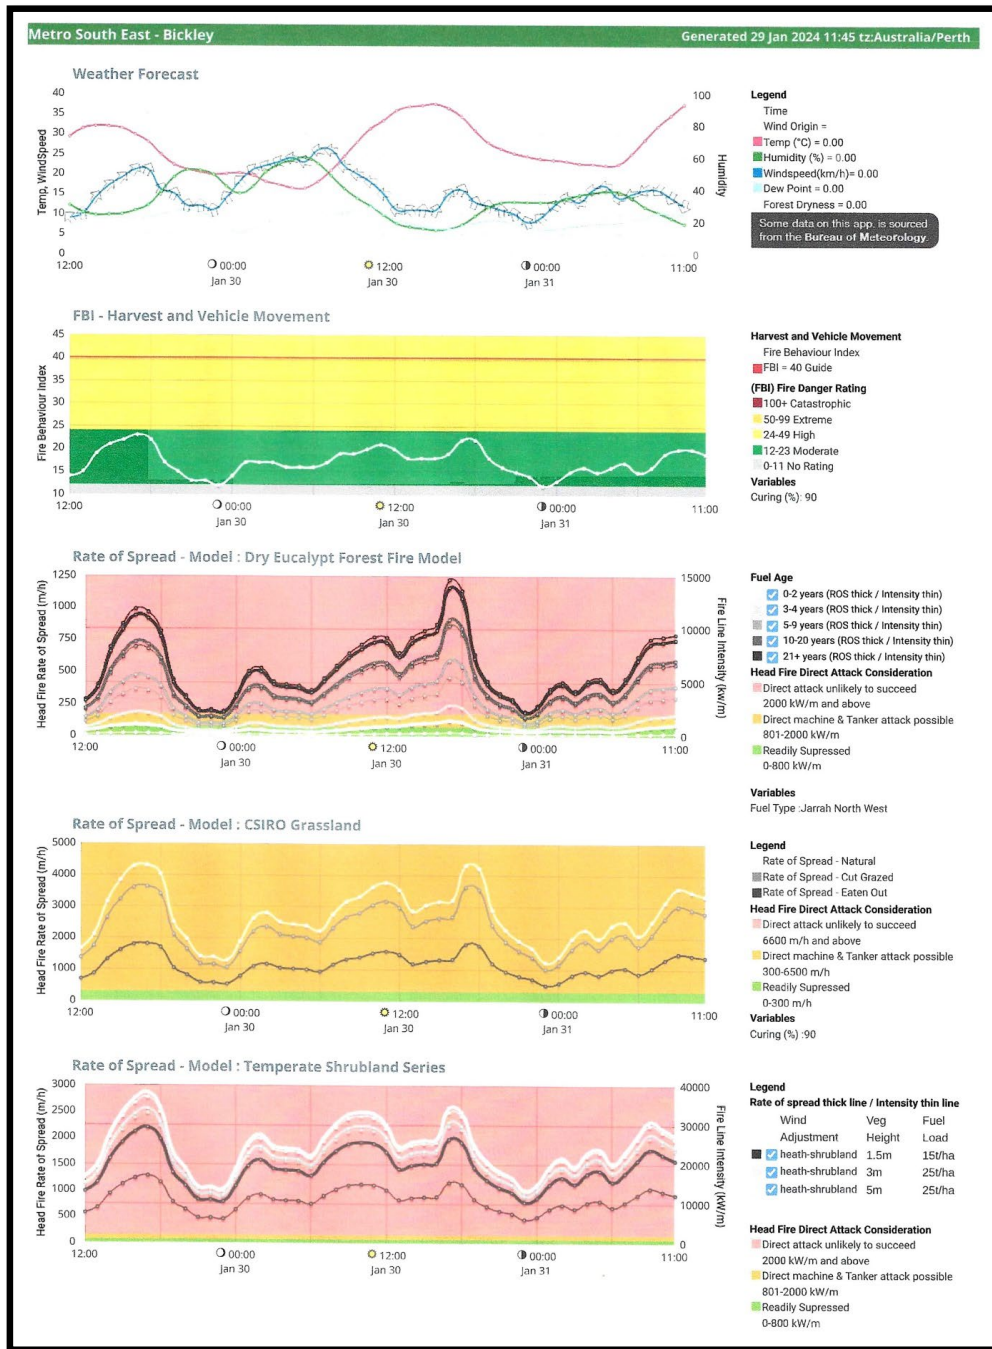 Metro South East - Bickley
Generated 29 Jan 2024 11:45 tz:Australia/Perth
Weather Forecast
Temp, WindSpeed
40
35
30
25
20
15
10
5
0
Humidity
100
80
60
40
20
0
12:00
00:00
Jan 30
12:00
Jan 30
00:00
Jan 31
11:00
Legend
Time
Wind Origin =
Temp (°C) = 0.00
Humidity (%) = 0.00
Windspeed(km/h)= 0.00
Dew Point = 0.00
Forest Dryness = 0.00
Some data on this app. is sourced
from the Bureau of Meteorology.
FBI - Harvest and Vehicle Movement
Fire Behaviour Index
45
40
35
30
25
20
15
10
12:00
00:00
Jan 30
12:00
Jan 30
00:00
Jan 31
11:00
Harvest and Vehicle Movement
Fire Behaviour Index
FBI = 40 Guide
(FBI) Fire Danger Rating
100+ Catastrophic
50-99 Extreme
24-49 High
12-23 Moderate
0-11 No Rating
Variables
Curing (%): 90
Rate of Spread - Model : Dry Eucalypt Forest Fire Model
Head Fire Rate of Spread (m/h)
1250
1000
750
500
250
0
Fire Line Intensity (kw/m)
15000
10000
5000
0
12:00
00:00
Jan 30
12:00
Jan 30
00:00
Jan 31
11:00
Fuel Age
0-2 years (ROS thick / Intensity thin)
3-4 years (ROS thick / Intensity thin)
5-9 years (ROS thick / Intensity thin)
10-20 years (ROS thick / Intensity thin)
21+ years (ROS thick / Intensity thin)
Head Fire Direct Attack Consideration
Direct attack unlikely to succeed
2000 kW/m and above
Direct machine & Tanker attack possible
801-2000 kW/m
Readily Supressed
0-800 kW/m
Variables
Fuel Type :Jarrah North West
Rate of Spread - Model : CSIRO Grassland
Head Fire Rate of Spread (m/h)
5000
4000
3000
2000
1000
0
12:00
00:00
Jan 30
12:00
Jan 30
00:00
Jan 31
11:00
Legend
Rate of Spread - Natural
Rate of Spread - Cut Grazed
Rate of Spread - Eaten Out
Head Fire Direct Attack Consideration
Direct attack unlikely to succeed
6600 m/h and above
Direct machine & Tanker attack possible
300-6500 m/h
Readily Supressed
0-300 m/h
Variables
Curing (%) :90
Rate of Spread - Model : Temperate Shrubland Series
Head Fire Rate of Spread (m/h)
3000
2500
2000
1500
1000
500
0
Fire Line Intensity (kW/m)
40000
30000
20000
10000
0
12:00
00:00
Jan 30
12:00
Jan 30
00:00
Jan 31
11:00
Legend
Rate of spread thick line / Intensity thin line
Wind Veg Fuel
Adjustment Height Load
heath-shrubland 1.5m 15t/ha
heath-shrubland 3m 25t/ha
heath-shrubland 5m 25t/ha
Head Fire Direct Attack Consideration
Direct attack unlikely to succeed
2000 kW/m and above
Direct machine & Tanker attack possible
801-2000 kW/m
Readily Supressed
0-800 kW/m